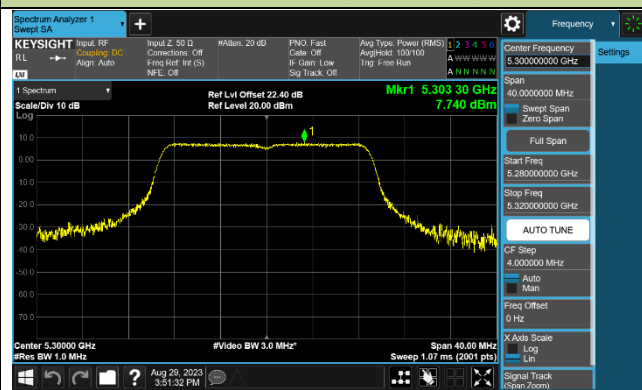 Spectrum Analyzer 1
Swept SA
+
Frequency
KEYSIGHT
Input: RF
Input Z: 50 Ω
#Atten: 20 dB
PNO: Fast
Avg Type: Power (RMS)
1 2 3 4 5 6
R L
Coupling: DC
Corrections: Off
Gate: Off
Avg|Hold: 100/100
A W W W W W
Align: Auto
Freq Ref: Int (S)
IF Gain: Low
Trig: Free Run
NFE: Off
Sig Track: Off
A N N N N N
LXI
Center Frequency
5.300000000 GHz
Settings
Span
40.0000000 MHz
Swept Span
Zero Span
Full Span
Start Freq
5.280000000 GHz
Stop Freq
5.320000000 GHz
AUTO TUNE
CF Step
4.000000 MHz
Auto
Man
Freq Offset
0 Hz
X Axis Scale
Log
Lin
Signal Track
(Span Zoom)
1 Spectrum
Scale/Div 10 dB
Log
Ref Lvl Offset 22.40 dB
Ref Level 20.00 dBm
Mkr1 5.303 30 GHz
7.740 dBm
1
10.0
0.00
-10.0
-20.0
-30.0
-40.0
-50.0
-60.0
-70.0
Center 5.30000 GHz
#Video BW 3.0 MHz*
Span 40.00 MHz
#Res BW 1.0 MHz
Sweep 1.07 ms (2001 pts)
?
Aug 29, 2023
3:51:32 PM